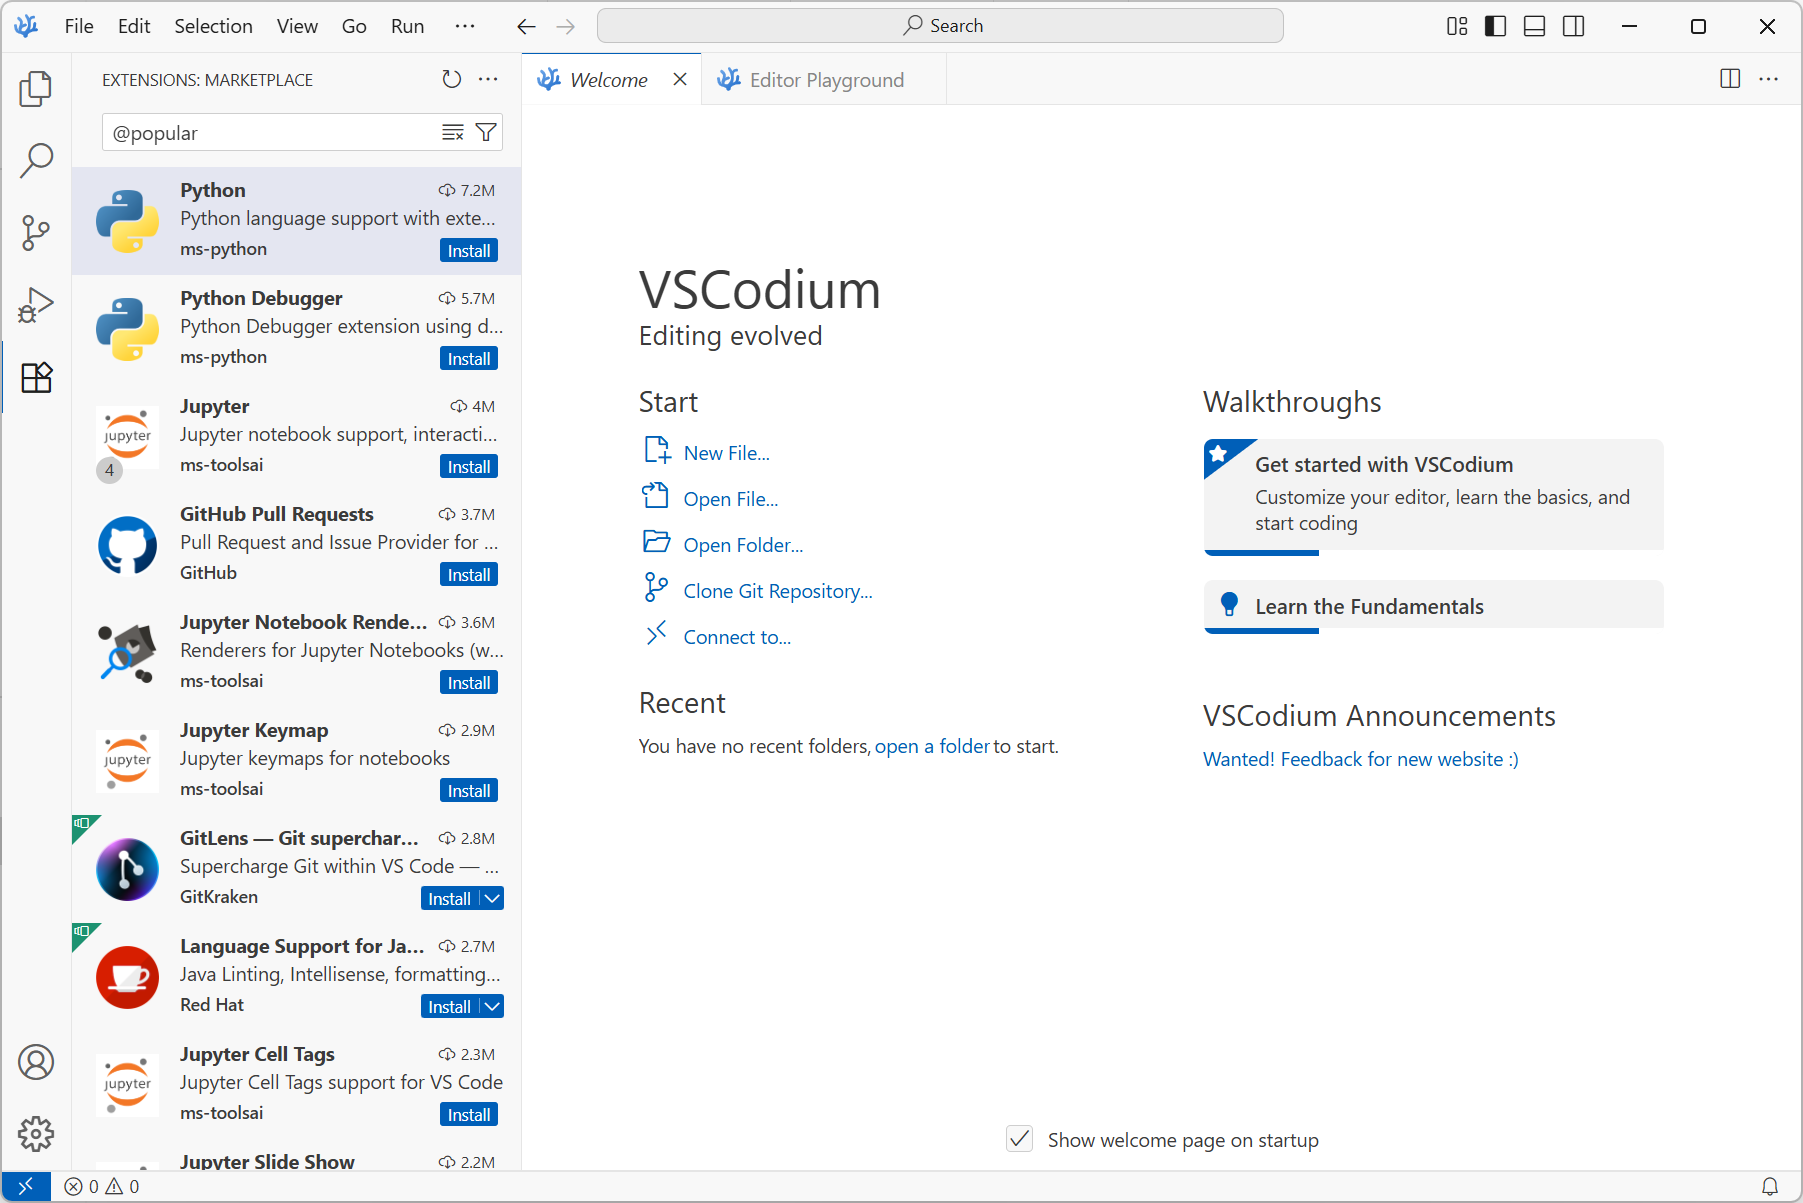 File Edit Selection View Go Run ··· Search
EXTENSIONS: MARKETPLACE
@popular
Python 7.2M
Python language support with exte...
ms-python Install
Python Debugger 5.7M
Python Debugger extension using d...
ms-python Install
Jupyter 4M
Jupyter notebook support, interacti...
ms-toolsai Install
jupyter
4
GitHub Pull Requests 3.7M
Pull Request and Issue Provider for ...
GitHub Install
Jupyter Notebook Rende... 3.6M
Renderers for Jupyter Notebooks (w...
ms-toolsai Install
Jupyter Keymap 2.9M
Jupyter keymaps for notebooks
ms-toolsai Install
jupyter
GitLens — Git superchar... 2.8M
Supercharge Git within VS Code — ...
GitKraken Install
Language Support for Ja... 2.7M
Java Linting, Intellisense, formatting...
Red Hat Install
Jupyter Cell Tags 2.3M
Jupyter Cell Tags support for VS Code
ms-toolsai Install
jupyter
Jupyter Slide Show 2.2M
Welcome Editor Playground
VSCodium
Editing evolved
Start
New File...
Open File...
Open Folder...
Clone Git Repository...
Connect to...
Recent
You have no recent folders, open a folder to start.
Walkthroughs
Get started with VSCodium
Customize your editor, learn the basics, and
start coding
Learn the Fundamentals
VSCodium Announcements
Wanted! Feedback for new website :)
Show welcome page on startup
0 0